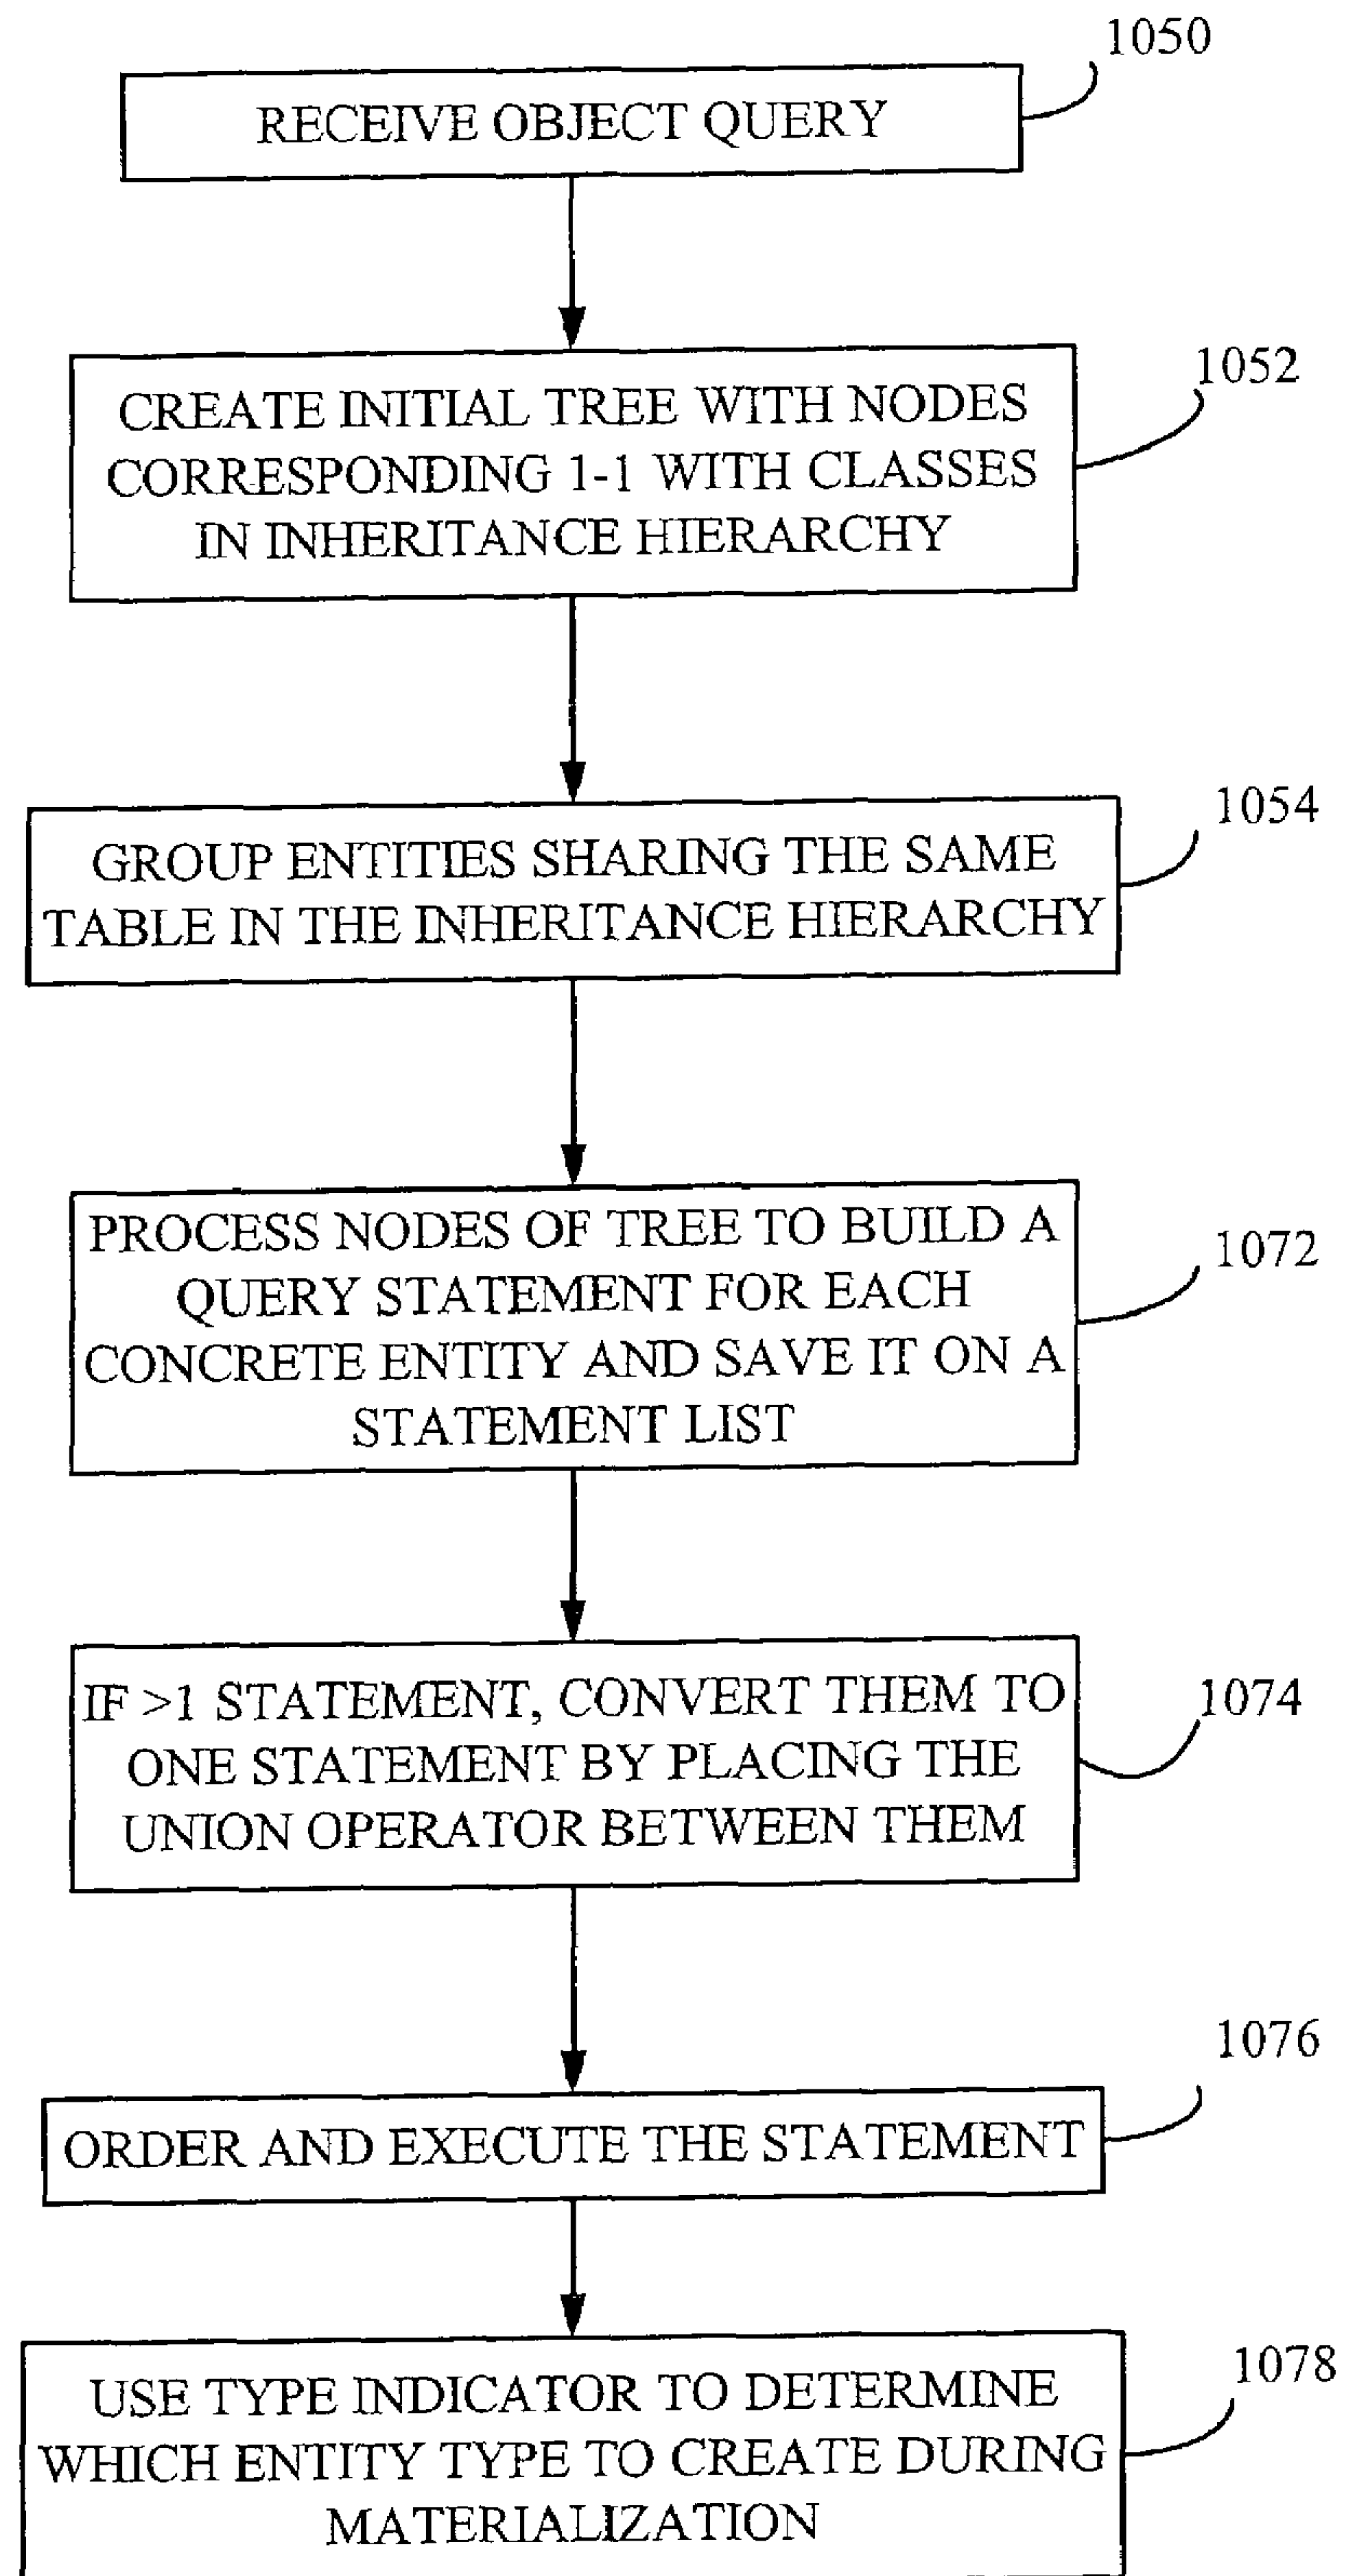 1050
RECEIVE OBJECT QUERY
1052
CREATE INITIAL TREE WITH NODES
CORRESPONDING 1-1 WITH CLASSES
IN INHERITANCE HIERARCHY
1054
GROUP ENTITIES SHARING THE SAME
TABLE IN THE INHERITANCE HIERARCHY
1072
PROCESS NODES OF TREE TO BUILD A
QUERY STATEMENT FOR EACH
CONCRETE ENTITY AND SAVE IT ON A
STATEMENT LIST
1074
IF >1 STATEMENT, CONVERT THEM TO
ONE STATEMENT BY PLACING THE
UNION OPERATOR BETWEEN THEM
1076
ORDER AND EXECUTE THE STATEMENT
1078
USE TYPE INDICATOR TO DETERMINE
WHICH ENTITY TYPE TO CREATE DURING
MATERIALIZATION